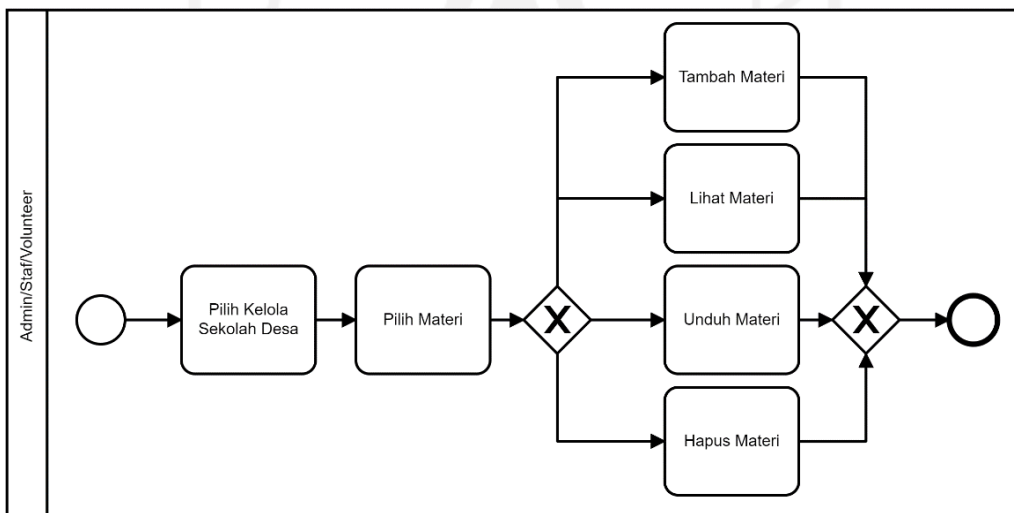 Admin/Staf/Volunteer
Pilih Kelola
Sekolah Desa
Pilih Materi
X
Tambah Materi
Lihat Materi
Unduh Materi
Hapus Materi
X